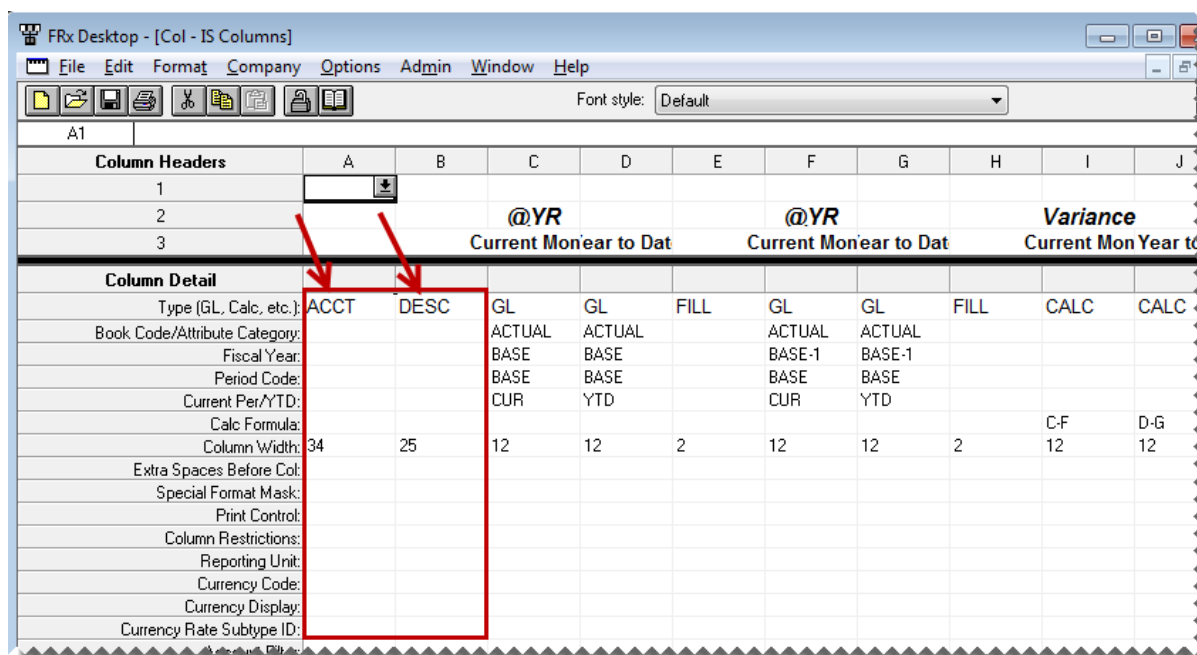 FRx Desktop - [Col - IS Columns]
File Edit Format Company Options Admin Window Help
Font style: Default
A1
Column Headers A B C D E F G H I J
1
2 @YR @YR Variance
3 Current Mon ear to Dat Current Mon ear to Dat Current Mon Year to
Column Detail
Type (GL, Calc, etc.): ACCT DESC GL GL FILL GL GL FILL CALC CALC
Book Code/Attribute Category: ACTUAL ACTUAL ACTUAL ACTUAL
Fiscal Year: BASE BASE BASE-1 BASE-1
Period Code: BASE BASE BASE BASE
Current Per/YTD: CUR YTD CUR YTD
Calc Formula: C-F D-G
Column Width: 34 25 12 12 2 12 12 2 12 12
Extra Spaces Before Col:
Special Format Mask:
Print Control:
Column Restrictions:
Reporting Unit:
Currency Code:
Currency Display:
Currency Rate Subtype ID: